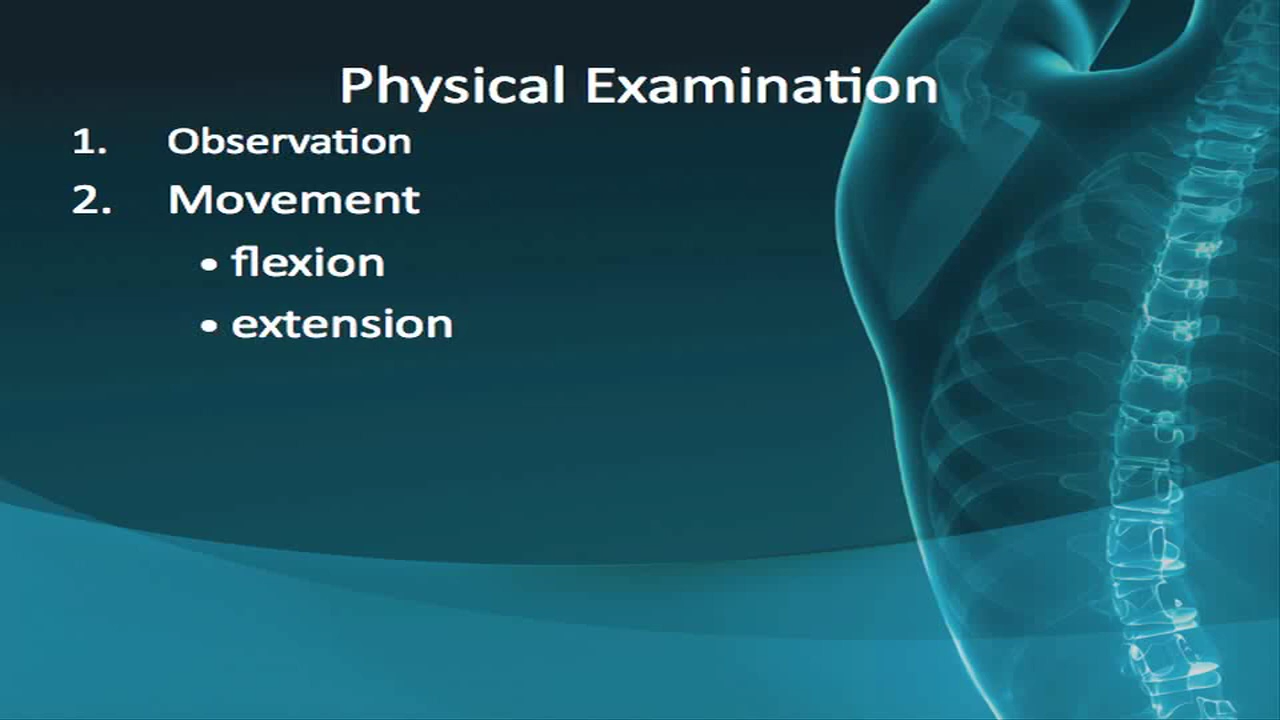 Physical Examination
1. Observation
2. Movement
• flexion
• extension